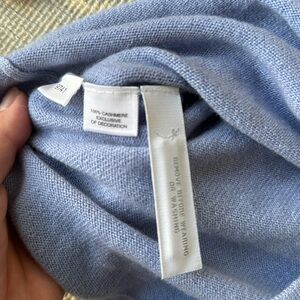 100% CASHMERE
EXCLUSIVE
OF DECORATION
REMOVE BEFORE WEARING
OR WASHING